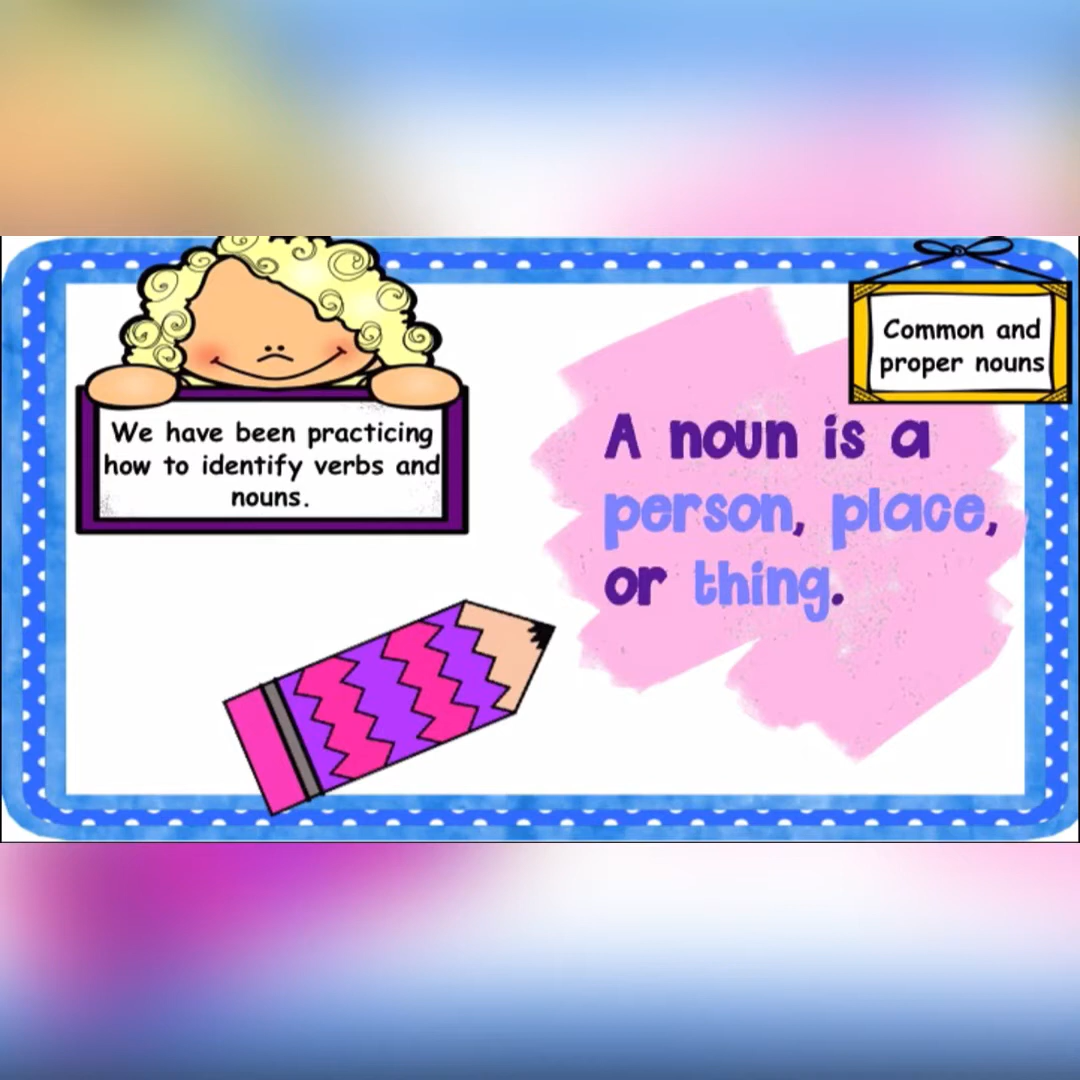 Common and
proper nouns
We have been practicing
how to identify verbs and
nouns.
A noun is a
person, place,
or thing.